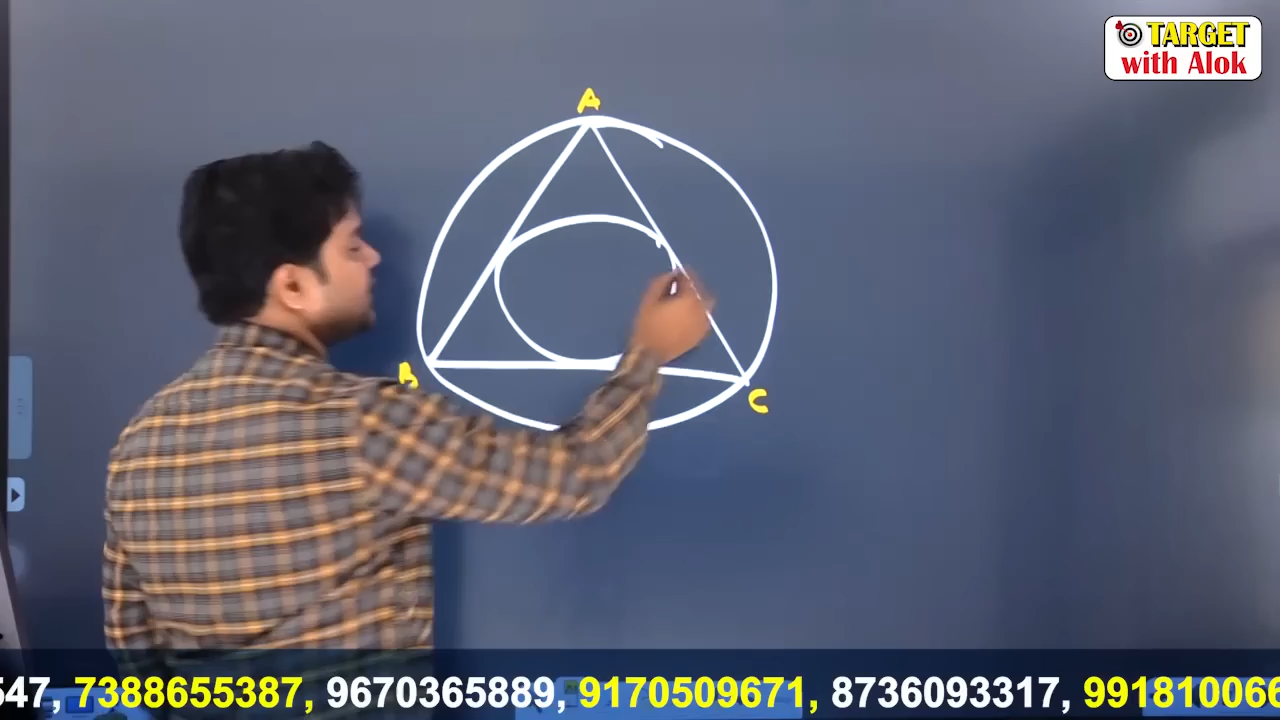 TARGET
with Alok
A
B
C
547, 7388655387, 9670365889, 9170509671, 8736093317, 991810066